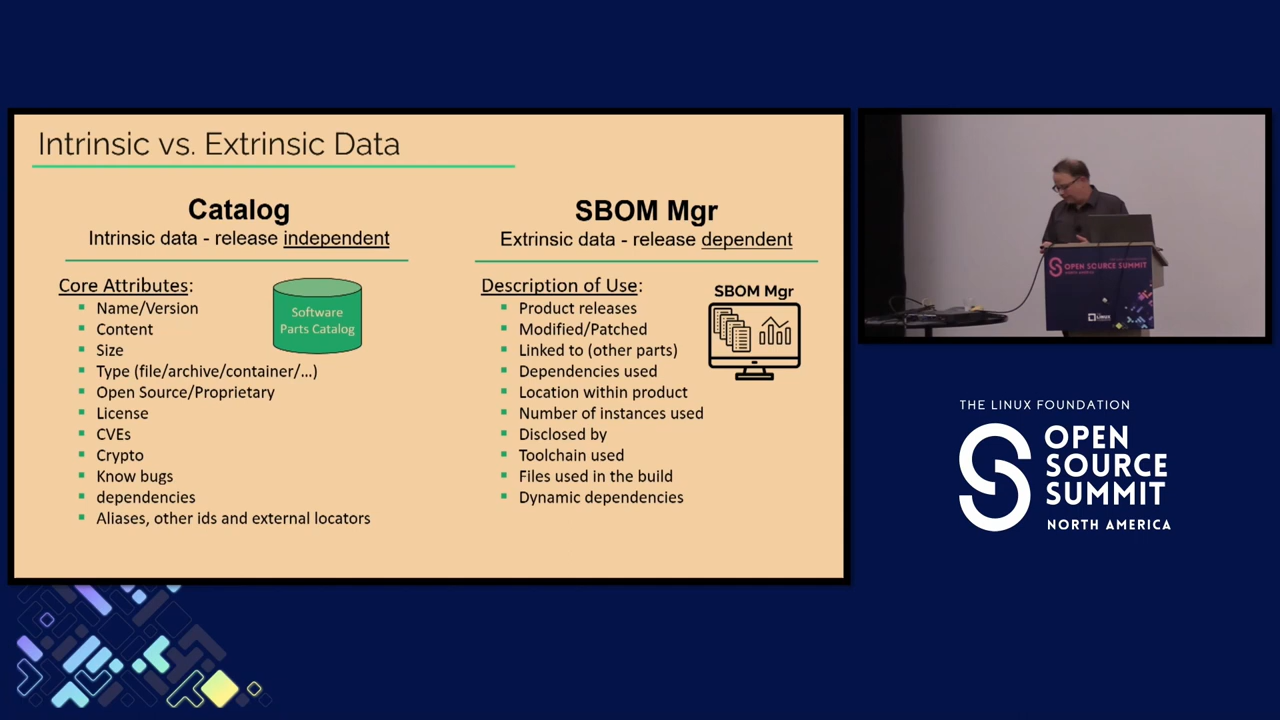 Intrinsic vs. Extrinsic Data
Catalog
Intrinsic data - release independent
Core Attributes:
Name/Version
Content
Size
Type (file/archive/container/...)
Open Source/Proprietary
License
CVEs
Crypto
Know bugs
dependencies
Aliases, other ids and external locators
Software
Parts Catalog
SBOM Mgr
Extrinsic data - release dependent
Description of Use:
Product releases
Modified/Patched
Linked to (other parts)
Dependencies used
Location within product
Number of instances used
Disclosed by
Toolchain used
Files used in the build
Dynamic dependencies
SBOM Mgr
OPEN SOURCE SUMMIT
LINUX
THE LINUX FOUNDATION
OPEN
SOURCE
SUMMIT
NORTH AMERICA